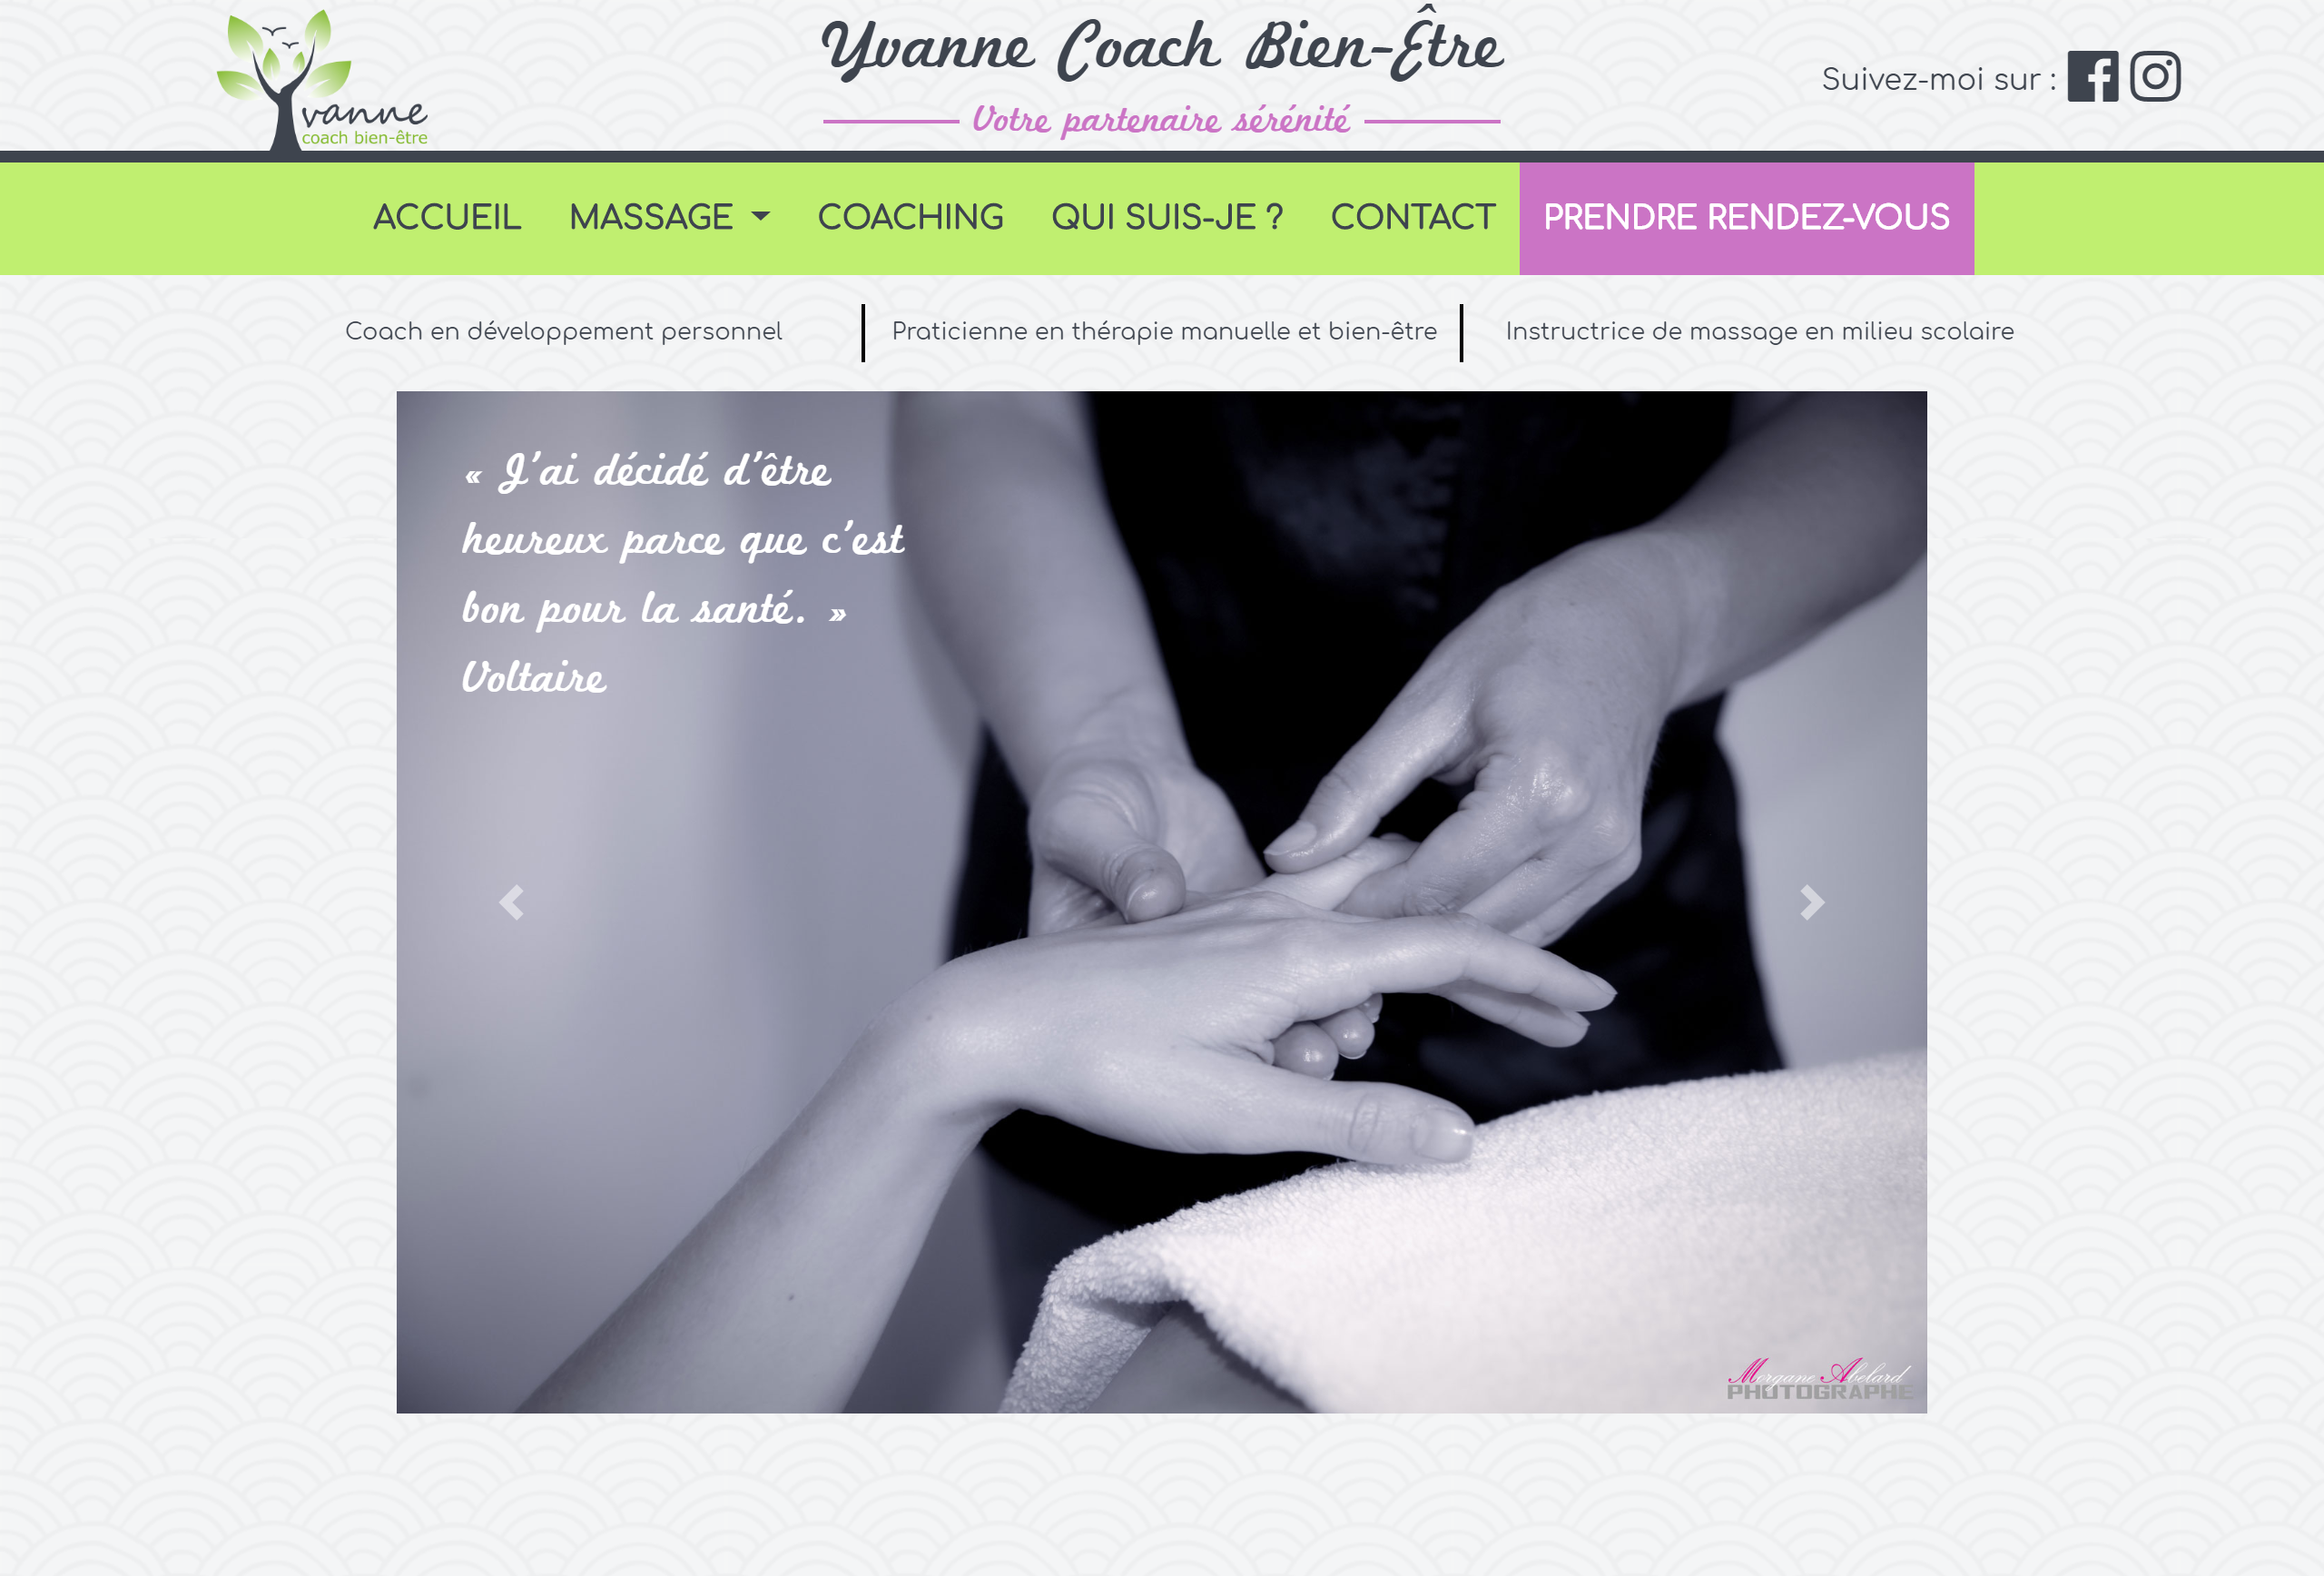 Yvanne
coach bien-être
Yvanne Coach Bien-Être
Votre partenaire sérénité
Suivez-moi sur :
ACCUEIL MASSAGE COACHING QUI SUIS-JE ? CONTACT PRENDRE RENDEZ-VOUS
Coach en développement personnel
Praticienne en thérapie manuelle et bien-être
Instructrice de massage en milieu scolaire
« J'ai décidé d'être
heureux parce que c'est
bon pour la santé. »
Voltaire
Morgane Abelard
PHOTOGRAPHE